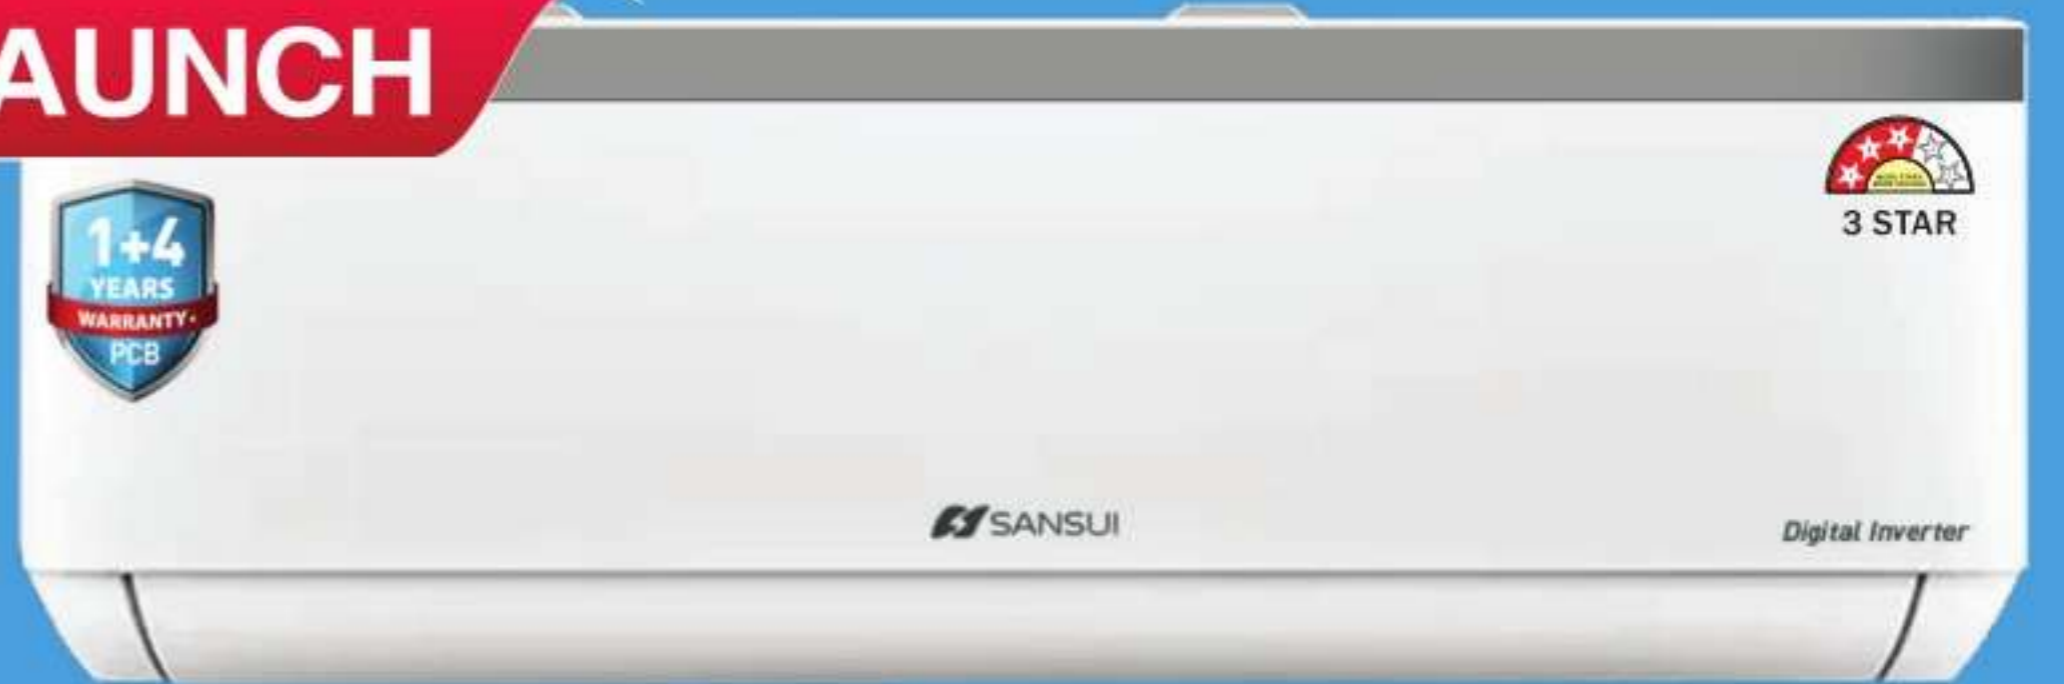 AUNCH
1+4
YEARS
WARRANTY
PCB
3 STAR
SANSUI
Digital Inverter